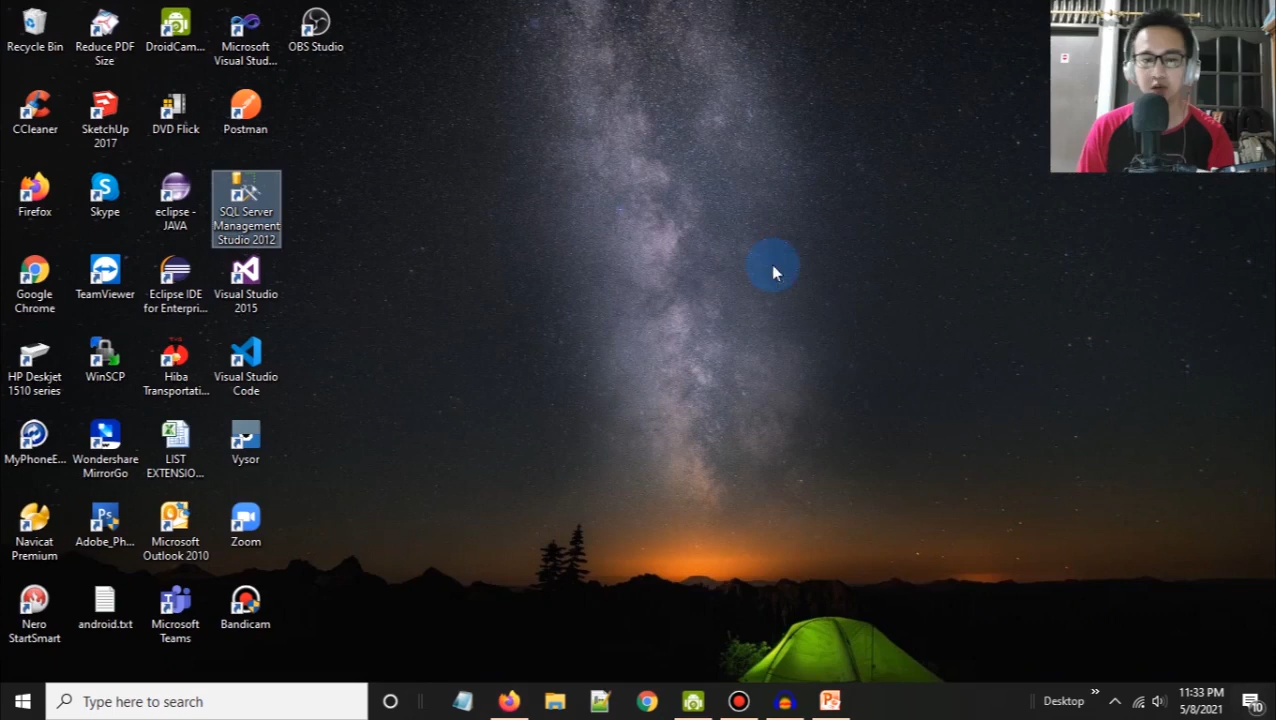 Recycle Bin
Reduce PDF
Size
DroidCam...
Microsoft
Visual Stud...
OBS Studio
CCleaner
SketchUp
2017
DVD Flick
Postman
Firefox
Skype
eclipse -
JAVA
SQL Server
Management
Studio 2012
Google
Chrome
TeamViewer
Eclipse IDE
for Enterpri...
Visual Studio
2015
HP Deskjet
1510 series
WinSCP
Hiba
Transportati...
Visual Studio
Code
MyPhoneE...
Wondershare
MirrorGo
LIST
EXTENSIO...
Vysor
Navicat
Premium
Adobe_Ph...
Microsoft
Outlook 2010
Zoom
Nero
StartSmart
android.txt
Microsoft
Teams
Bandicam
Type here to search
Desktop
11:33 PM
5/8/2021
10